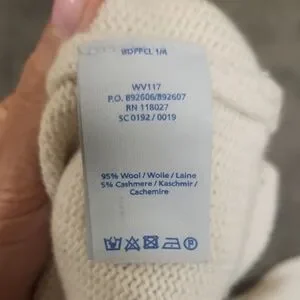 WV117
P.O. 892606/892607
RN 118027
SC 0192 / 0019
95% Wool / Wolle / Laine
5% Cashmere / Kaschmir /
Cachemire